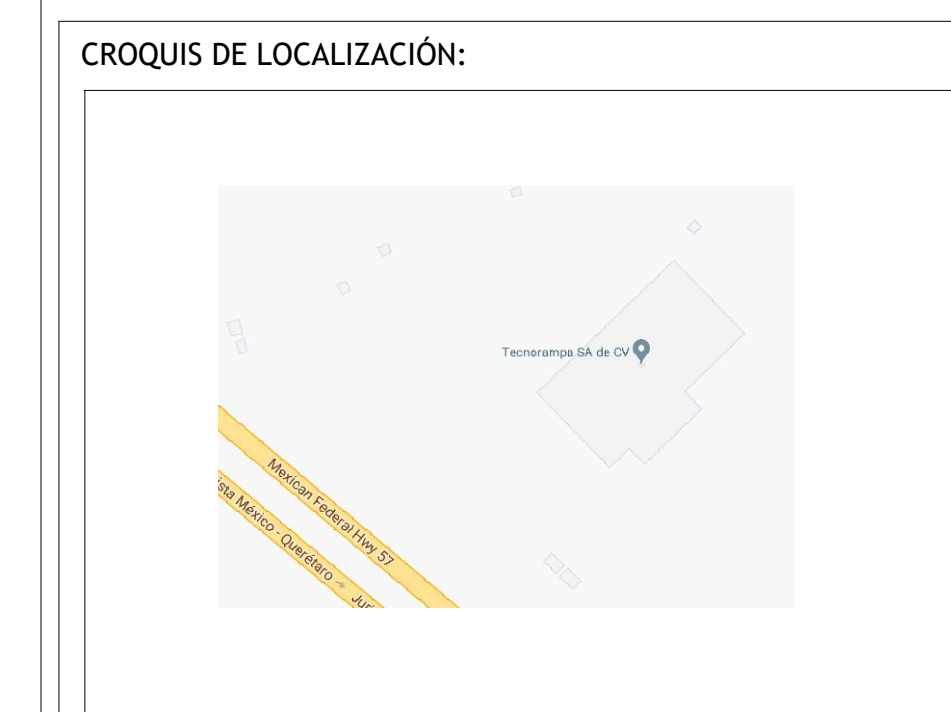 CROQUIS DE LOCALIZACIÓN:
Tecnorampa SA de CV
Mexican Federal Hwy 57
sta México - Querétaro